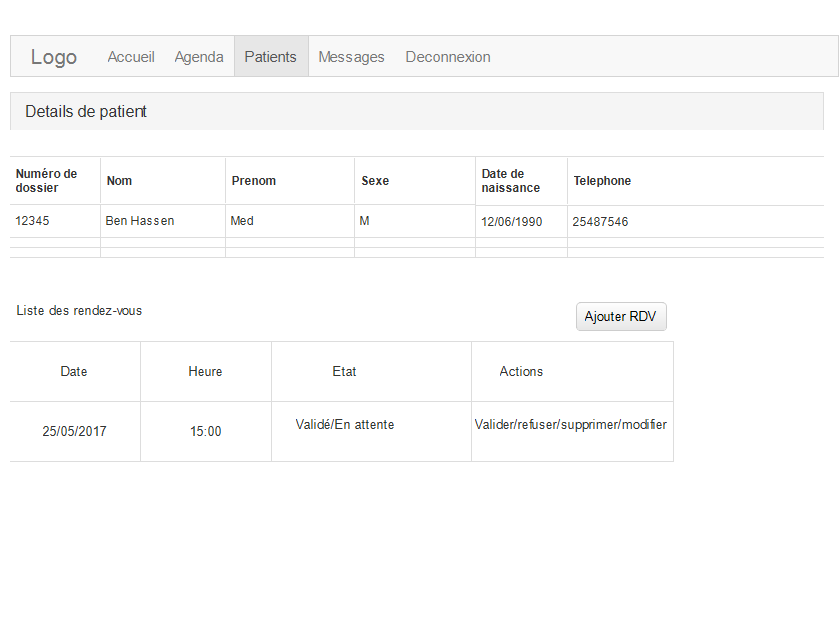 Logo Accueil Agenda Patients Messages Deconnexion
Details de patient
Numéro de dossier Nom Prenom Sexe Date de naissance Telephone
12345 Ben Hassen Med M 12/06/1990 25487546
Liste des rendez-vous Ajouter RDV
Date Heure Etat Actions
25/05/2017 15:00 Validé/En attente Valider/refuser/supprimer/modifier